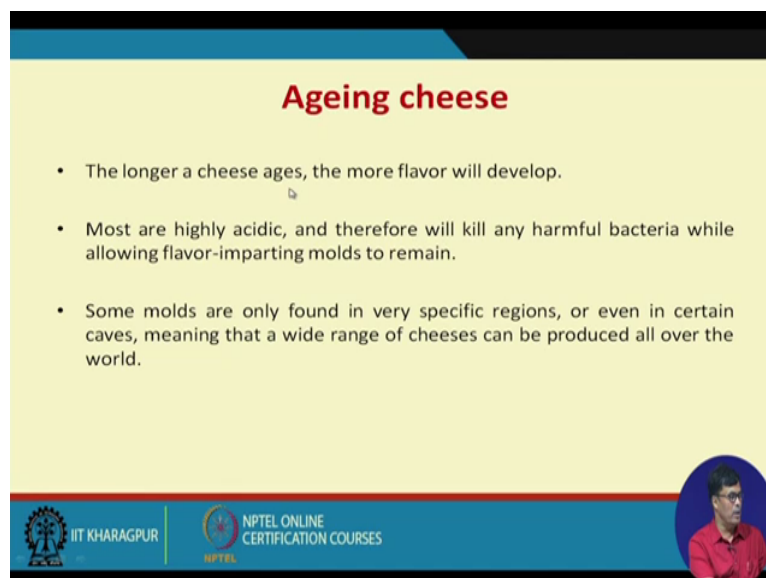 Ageing cheese
• The longer a cheese ages, the more flavor will develop.
• Most are highly acidic, and therefore will kill any harmful bacteria while
allowing flavor-imparting molds to remain.
• Some molds are only found in very specific regions, or even in certain
caves, meaning that a wide range of cheeses can be produced all over the
world.
IIT KHARAGPUR
NPTEL
NPTEL ONLINE
CERTIFICATION COURSES